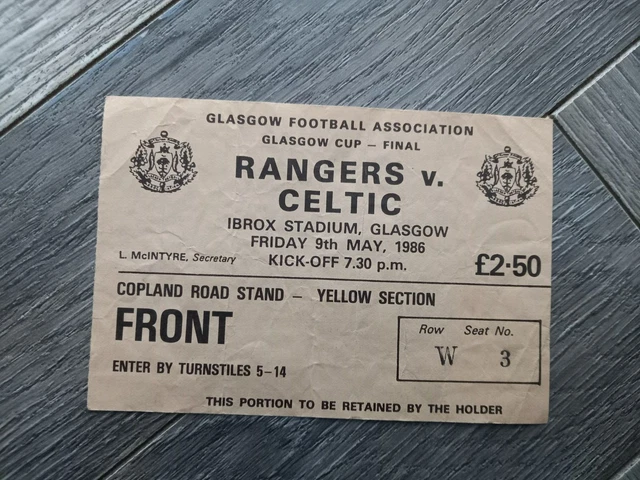 GLASGOW FOOTBALL ASSOCIATION
GLASGOW CUP – FINAL
RANGERS v.
CELTIC
IBROX STADIUM, GLASGOW
FRIDAY 9th MAY, 1986
L. McINTYRE, Secretary
KICK-OFF 7.30 p.m.
£2·50
COPLAND ROAD STAND – YELLOW SECTION
FRONT
Row Seat No.
W 3
ENTER BY TURNSTILES 5–14
THIS PORTION TO BE RETAINED BY THE HOLDER